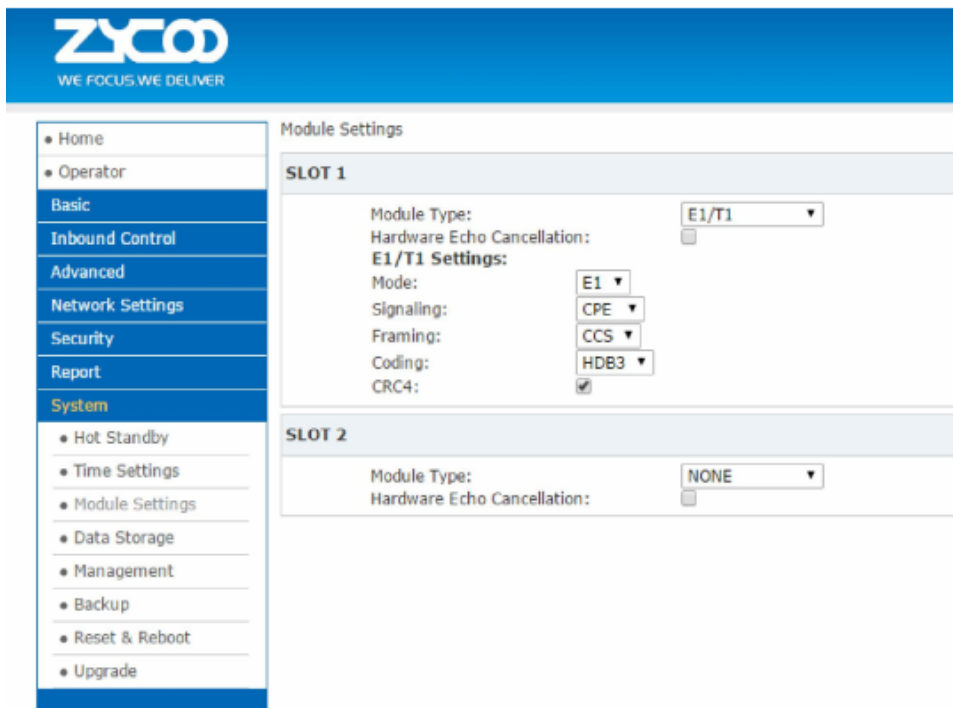 ZYCOO
WE FOCUS.WE DELIVER
Home
Operator
Basic
Inbound Control
Advanced
Network Settings
Security
Report
System
Hot Standby
Time Settings
Module Settings
Data Storage
Management
Backup
Reset & Reboot
Upgrade
Module Settings
SLOT 1
Module Type: E1/T1
Hardware Echo Cancellation:
E1/T1 Settings:
Mode: E1
Signaling: CPE
Framing: CCS
Coding: HDB3
CRC4:
SLOT 2
Module Type: NONE
Hardware Echo Cancellation: